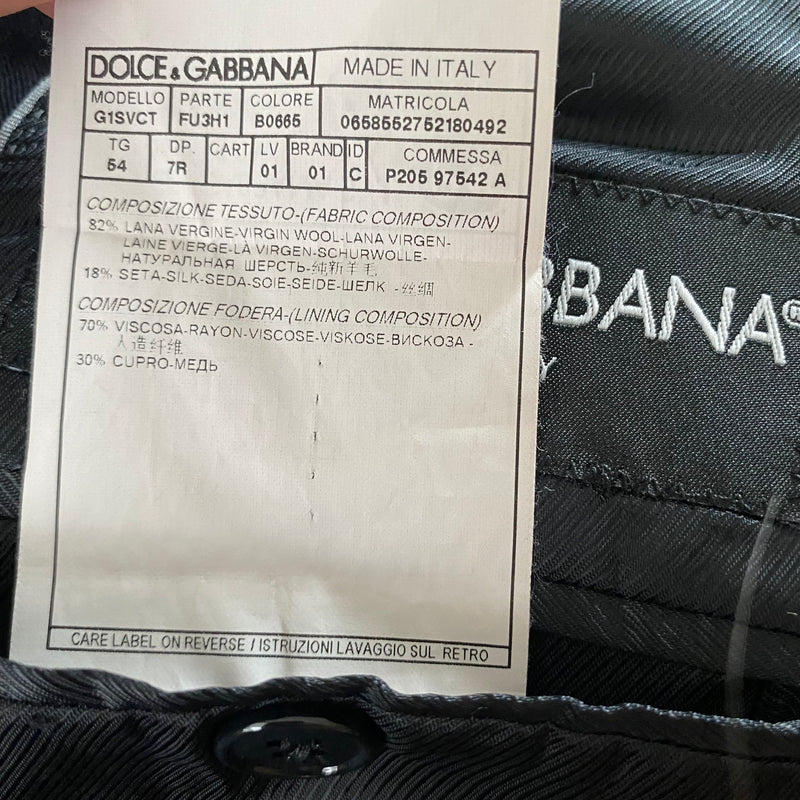 DOLCE & GABBANA MADE IN ITALY
MODELLO PARTE COLORE MATRICOLA
G1SVCT FU3H1 B0665 0658552752180492
TG DP. CART LV BRAND ID COMMESSA
54 7R 01 01 C P205 97542 A
COMPOSIZIONE TESSUTO-(FABRIC COMPOSITION)
82% LANA VERGINE-VIRGIN WOOL-LANA VIRGEN-
LAINE VIERGE-LÀ VIRGEN-SCHURWOLLE-
НАТУРАЛЬНАЯ ШЕРСТЬ-纯新羊毛
18% SETA-SILK-SEDA-SOIE-SEIDE-ШЕЛК -丝绸
COMPOSIZIONE FODERA-(LINING COMPOSITION)
70% VISCOSA-RAYON-VISCOSE-VISKOSE-ВИСКОЗА -
人造纤维
30% CUPRO-МЕДЬ
CARE LABEL ON REVERSE / ISTRUZIONI LAVAGGIO SUL RETRO
BBANA®
Y